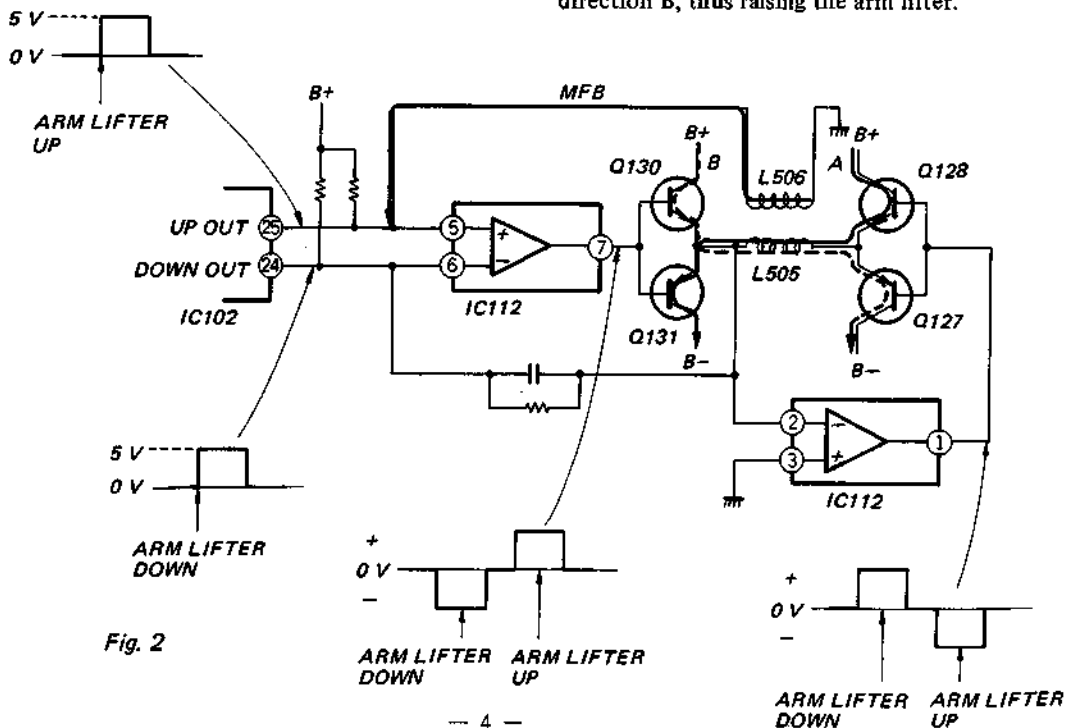 direction B, thus raising the arm lifter.
5 V
0 V
ARM LIFTER
UP
B+
MFB
B+
B
Q130
L506
B+
A
Q128
UP OUT
25
5
+
7
DOWN OUT
24
6
−
L505
IC102
IC112
Q131
B−
Q127
B−
2
−
1
3
+
IC112
5 V
0 V
ARM LIFTER
DOWN
+
0 V
−
ARM LIFTER
DOWN
ARM LIFTER
UP
+
0 V
−
ARM LIFTER
DOWN
ARM LIFTER
UP
Fig. 2
— 4 —